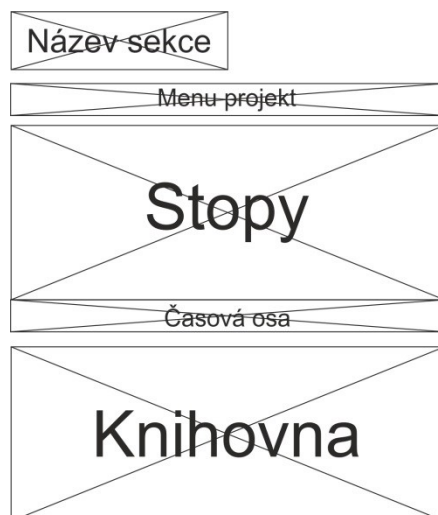 Název sekce
Menu projekt
Stopy
Časová osa
Knihovna